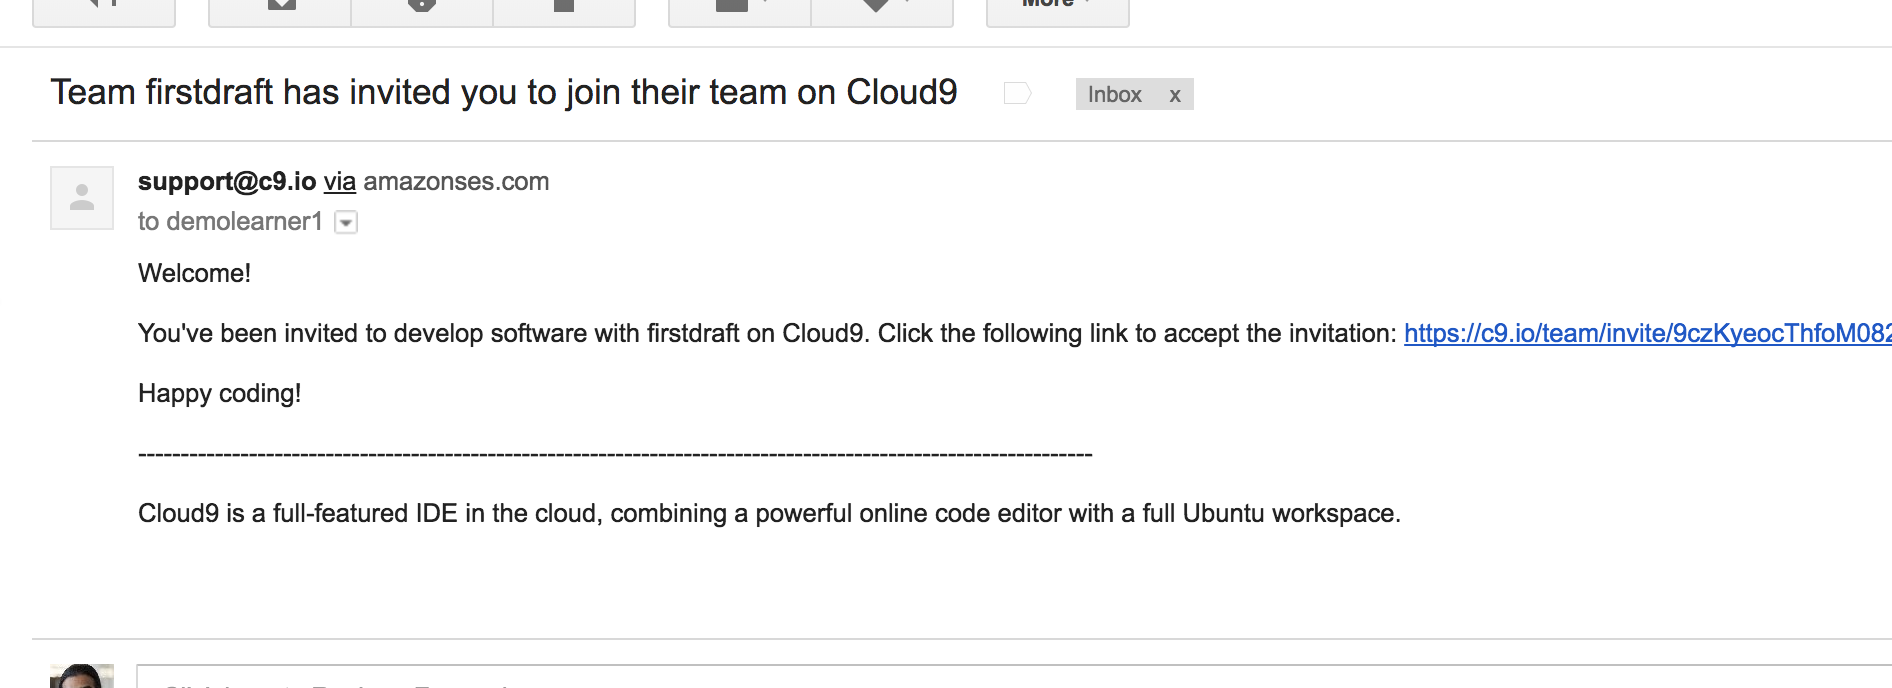 More
Team firstdraft has invited you to join their team on Cloud9 Inbox x
support@c9.io via amazonses.com
to demolearner1
Welcome!
You've been invited to develop software with firstdraft on Cloud9. Click the following link to accept the invitation: https://c9.io/team/invite/9czKyeocThfoM082
Happy coding!
----------------------------------------------------------------------------------------------------------------
Cloud9 is a full-featured IDE in the cloud, combining a powerful online code editor with a full Ubuntu workspace.